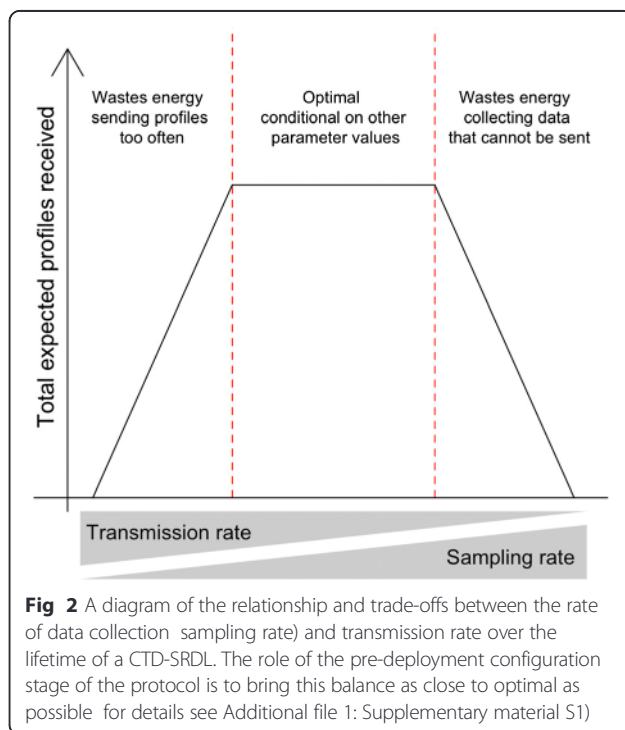 Total expected profiles received
Wastes energy
sending profiles
too often
Optimal
conditional on other
parameter values
Wastes energy
collecting data
that cannot be sent
Transmission rate
Sampling rate
Fig 2 A diagram of the relationship and trade-offs between the rate
of data collection sampling rate) and transmission rate over the
lifetime of a CTD-SRDL. The role of the pre-deployment configuration
stage of the protocol is to bring this balance as close to optimal as
possible for details see Additional file 1: Supplementary material S1)